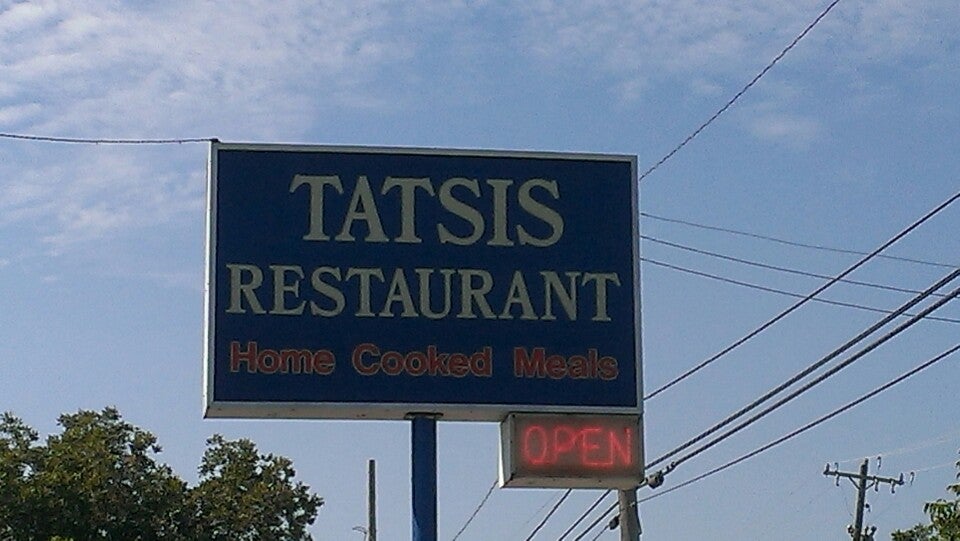 TATSIS
RESTAURANT
Home Cooked Meals
OPEN